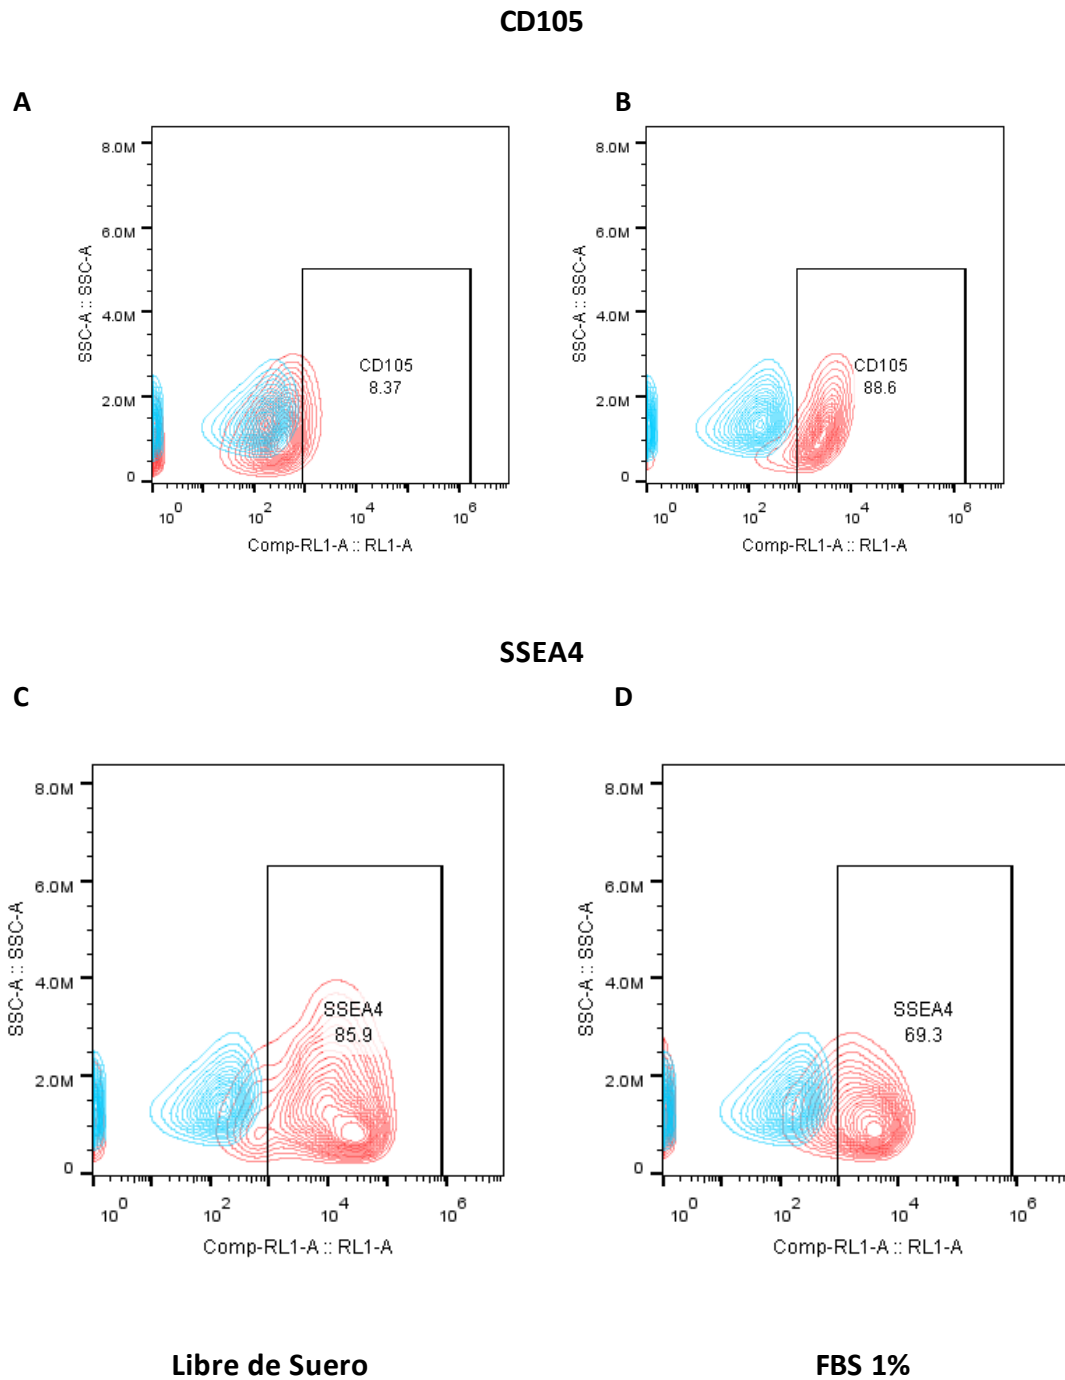 CD105
A
B
8.0M
6.0M
4.0M
2.0M
0
SSC-A :: SSC-A
CD105
8.37
10^0 10^2 10^4 10^6
Comp-RL1-A :: RL1-A
8.0M
6.0M
4.0M
2.0M
0
SSC-A :: SSC-A
CD105
88.6
10^0 10^2 10^4 10^6
Comp-RL1-A :: RL1-A
SSEA4
C
D
8.0M
6.0M
4.0M
2.0M
0
SSC-A :: SSC-A
SSEA4
85.9
10^0 10^2 10^4 10^6
Comp-RL1-A :: RL1-A
8.0M
6.0M
4.0M
2.0M
0
SSC-A :: SSC-A
SSEA4
69.3
10^0 10^2 10^4 10^6
Comp-RL1-A :: RL1-A
Libre de Suero
FBS 1%